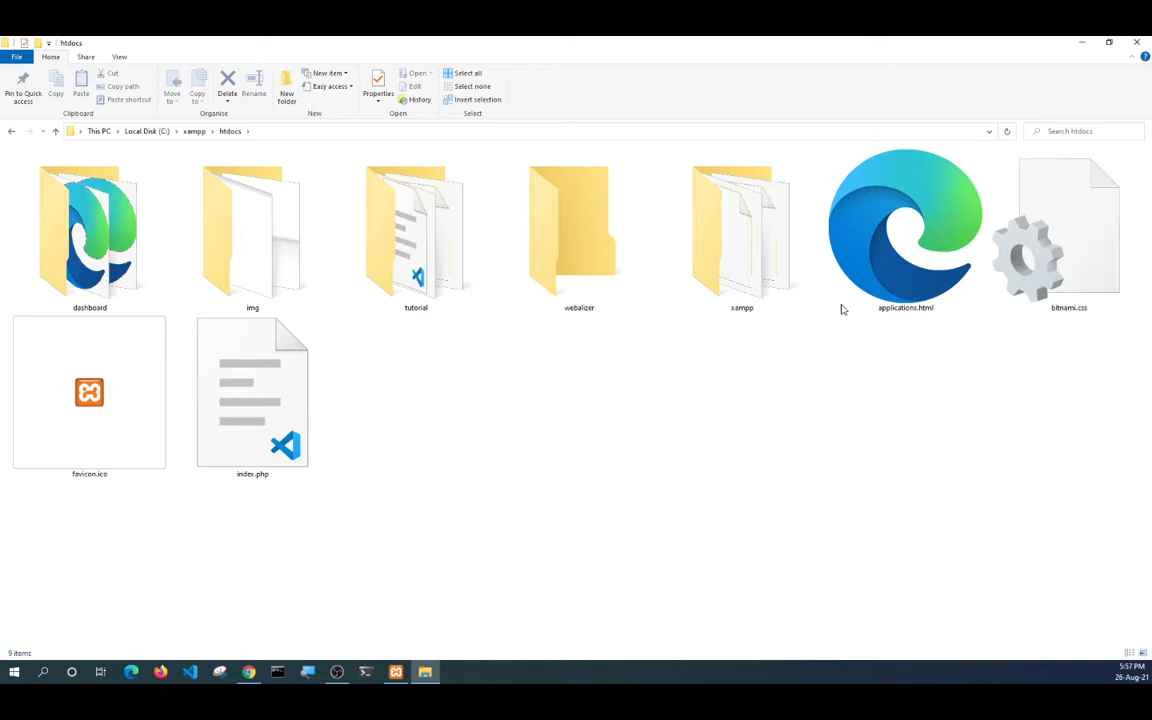 htdocs
File Home Share View
Pin to Quick access
Copy
Paste
Cut
Copy path
Paste shortcut
Clipboard
Move to
Copy to
Delete
Rename
Organise
New folder
New item
Easy access
New
Properties
Open
Edit
History
Open
Select all
Select none
Invert selection
Select
This PC > Local Disk (C:) > xampp > htdocs >
Search htdocs
dashboard
img
tutorial
webalizer
xampp
applications.html
bitnami.css
favicon.ico
index.php
9 items
5:57 PM
26-Aug-21